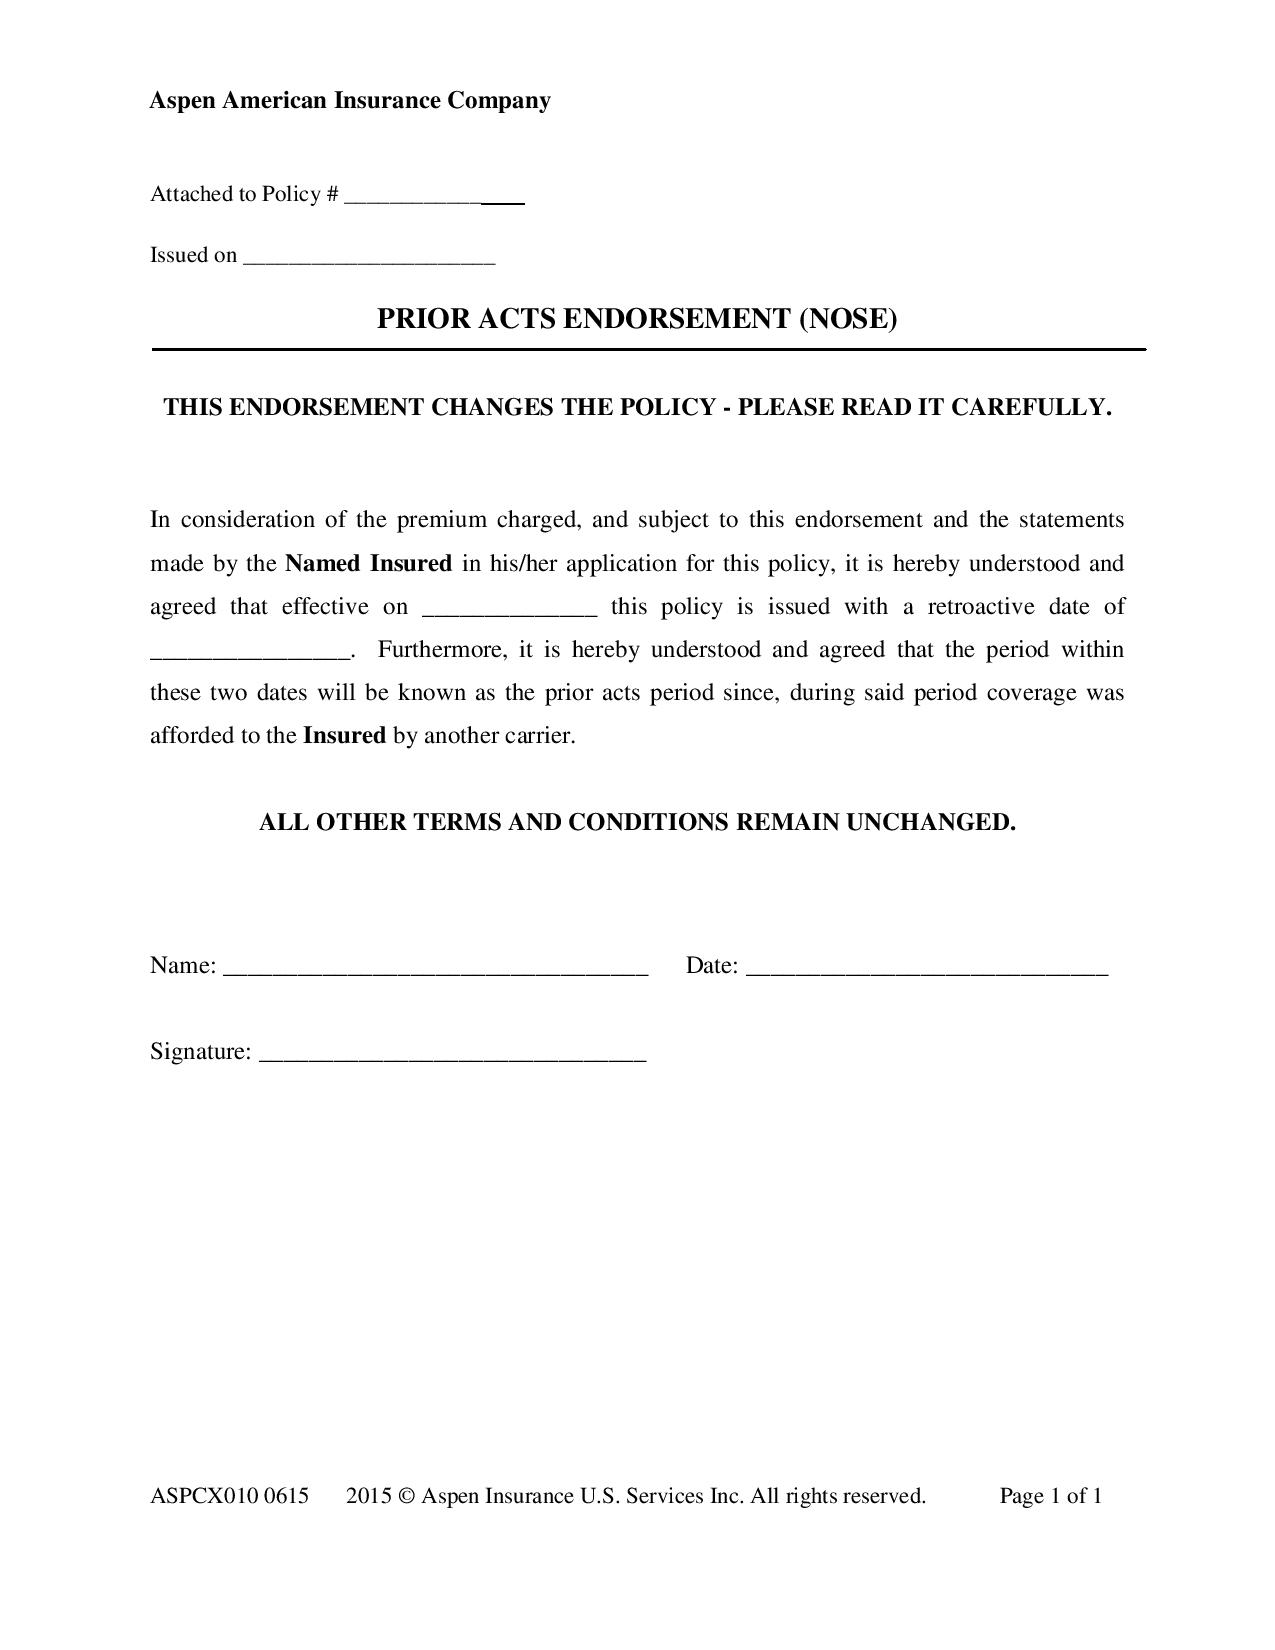 Aspen American Insurance Company
Attached to Policy # ________________
Issued on ______________________
PRIOR ACTS ENDORSEMENT (NOSE)
THIS ENDORSEMENT CHANGES THE POLICY - PLEASE READ IT CAREFULLY.
In consideration of the premium charged, and subject to this endorsement and the statements
made by the Named Insured in his/her application for this policy, it is hereby understood and
agreed that effective on ______________ this policy is issued with a retroactive date of
________________. Furthermore, it is hereby understood and agreed that the period within
these two dates will be known as the prior acts period since, during said period coverage was
afforded to the Insured by another carrier.
ALL OTHER TERMS AND CONDITIONS REMAIN UNCHANGED.
Name: __________________________________ Date: _____________________________
Signature: _______________________________
ASPCX010 0615 2015 © Aspen Insurance U.S. Services Inc. All rights reserved. Page 1 of 1